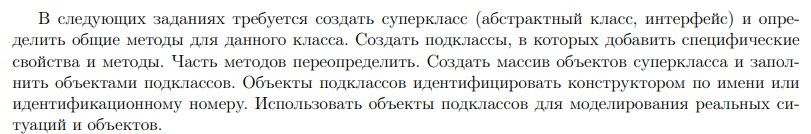 В следующих заданиях требуется создать суперкласс (абстрактный класс, интерфейс) и опре-
делить общие методы для данного класса. Создать подклассы, в которых добавить специфические
свойства и методы. Часть методов переопределить. Создать массив объектов суперкласса и запол-
нить объектами подклассов. Объекты подклассов идентифицировать конструктором по имени или
идентификационному номеру. Использовать объекты подклассов для моделирования реальных си-
туаций и объектов.